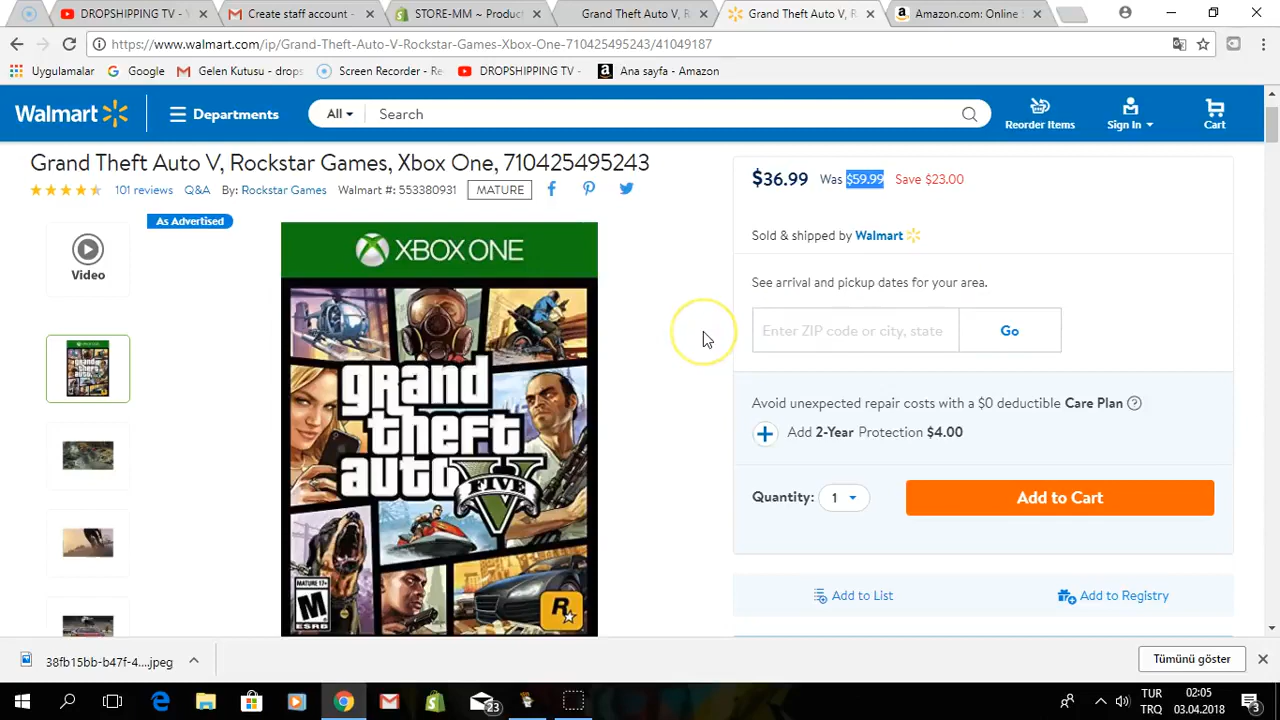 DROPSHIPPING TV - Y
Create staff account -
STORE-MM ~ Product
Grand Theft Auto V, R
Grand Theft Auto V, R
Amazon.com: Online S
https://www.walmart.com/ip/Grand-Theft-Auto-V-Rockstar-Games-Xbox-One-710425495243/41049187
Uygulamalar
Google
Gelen Kutusu - drops
Screen Recorder - Re
DROPSHIPPING TV -
Ana sayfa - Amazon
Walmart
Departments
All
Search
Reorder Items
Sign In
Cart
Grand Theft Auto V, Rockstar Games, Xbox One, 710425495243
101 reviews Q&A By: Rockstar Games Walmart #: 553380931 MATURE
As Advertised
Video
XBOX ONE
grand
theft
auto V
FIVE
MATURE 17+
M
ESRB
R
$36.99 Was $59.99 Save $23.00
Sold & shipped by Walmart
See arrival and pickup dates for your area.
Enter ZIP code or city, state
Go
Avoid unexpected repair costs with a $0 deductible Care Plan ?
Add 2-Year Protection $4.00
Quantity: 1
Add to Cart
Add to List
Add to Registry
38fb15bb-b47f-4....jpeg
Tümünü göster
23
TUR
TRQ
02:05
03.04.2018
3